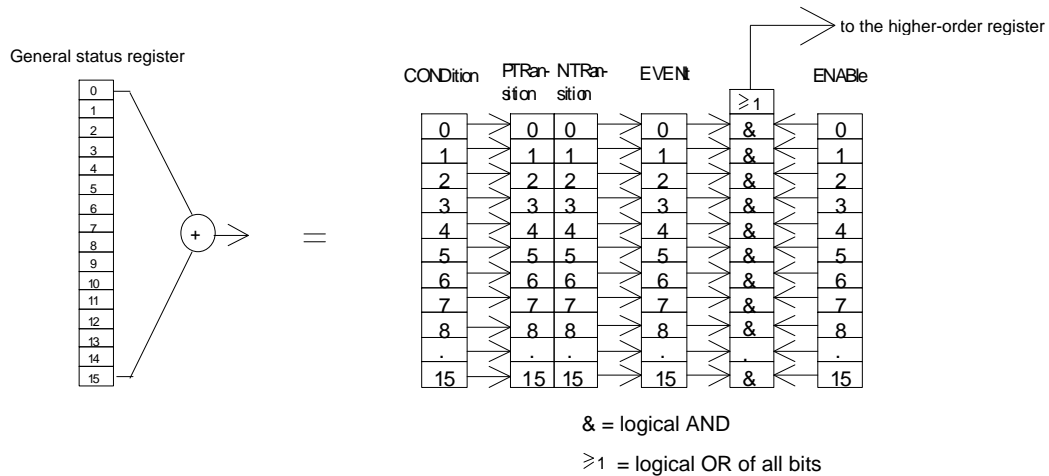 to the higher-order register
General status register
CONDition PTRan- NTRan- EVENt ENABle
sition sition
≥1
0
1
2
3
4
5
6
7
8
9
10
11
12
13
14
15
+
=
0 0 0 0 & 0
1 1 1 1 & 1
2 2 2 2 & 2
3 3 3 3 & 3
4 4 4 4 & 4
5 5 5 5 & 5
6 6 6 6 & 6
7 7 7 7 & 7
8 8 8 8 & 8
. . . . . .
15 15 15 15 & 15
& = logical AND
≥1 = logical OR of all bits